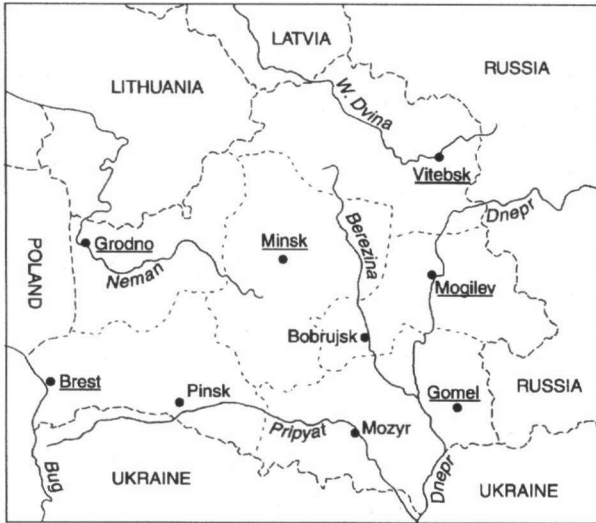 LATVIA
RUSSIA
LITHUANIA
W. Dvina
Vitebsk
Dnepr
Grodno
Neman
Minsk
Berezina
POLAND
Mogilev
Bobrujsk
Brest
Pinsk
Gomel
RUSSIA
Pripyat
Mozyr
Bug
UKRAINE
Dnepr
UKRAINE